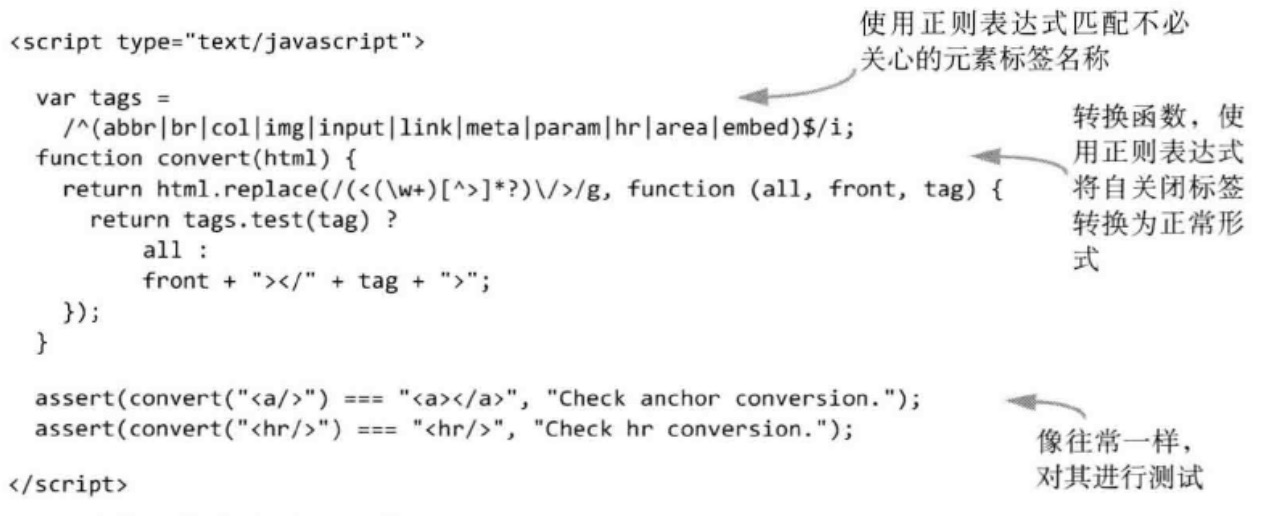 <script type="text/javascript">
使用正则表达式匹配不必
关心的元素标签名称
var tags =
/^(abbr|br|col|img|input|link|meta|param|hr|area|embed)$/i;
function convert(html) {
return html.replace(/(<(\w+)[^>]*?)\/>/g, function (all, front, tag) {
return tags.test(tag) ?
all :
front + "></" + tag + ">";
});
}
转换函数，使
用正则表达式
将自关闭标签
转换为正常形
式
assert(convert("<a/>") === "<a></a>", "Check anchor conversion.");
assert(convert("<hr/>") === "<hr/>", "Check hr conversion.");
像往常一样，
对其进行测试
</script>